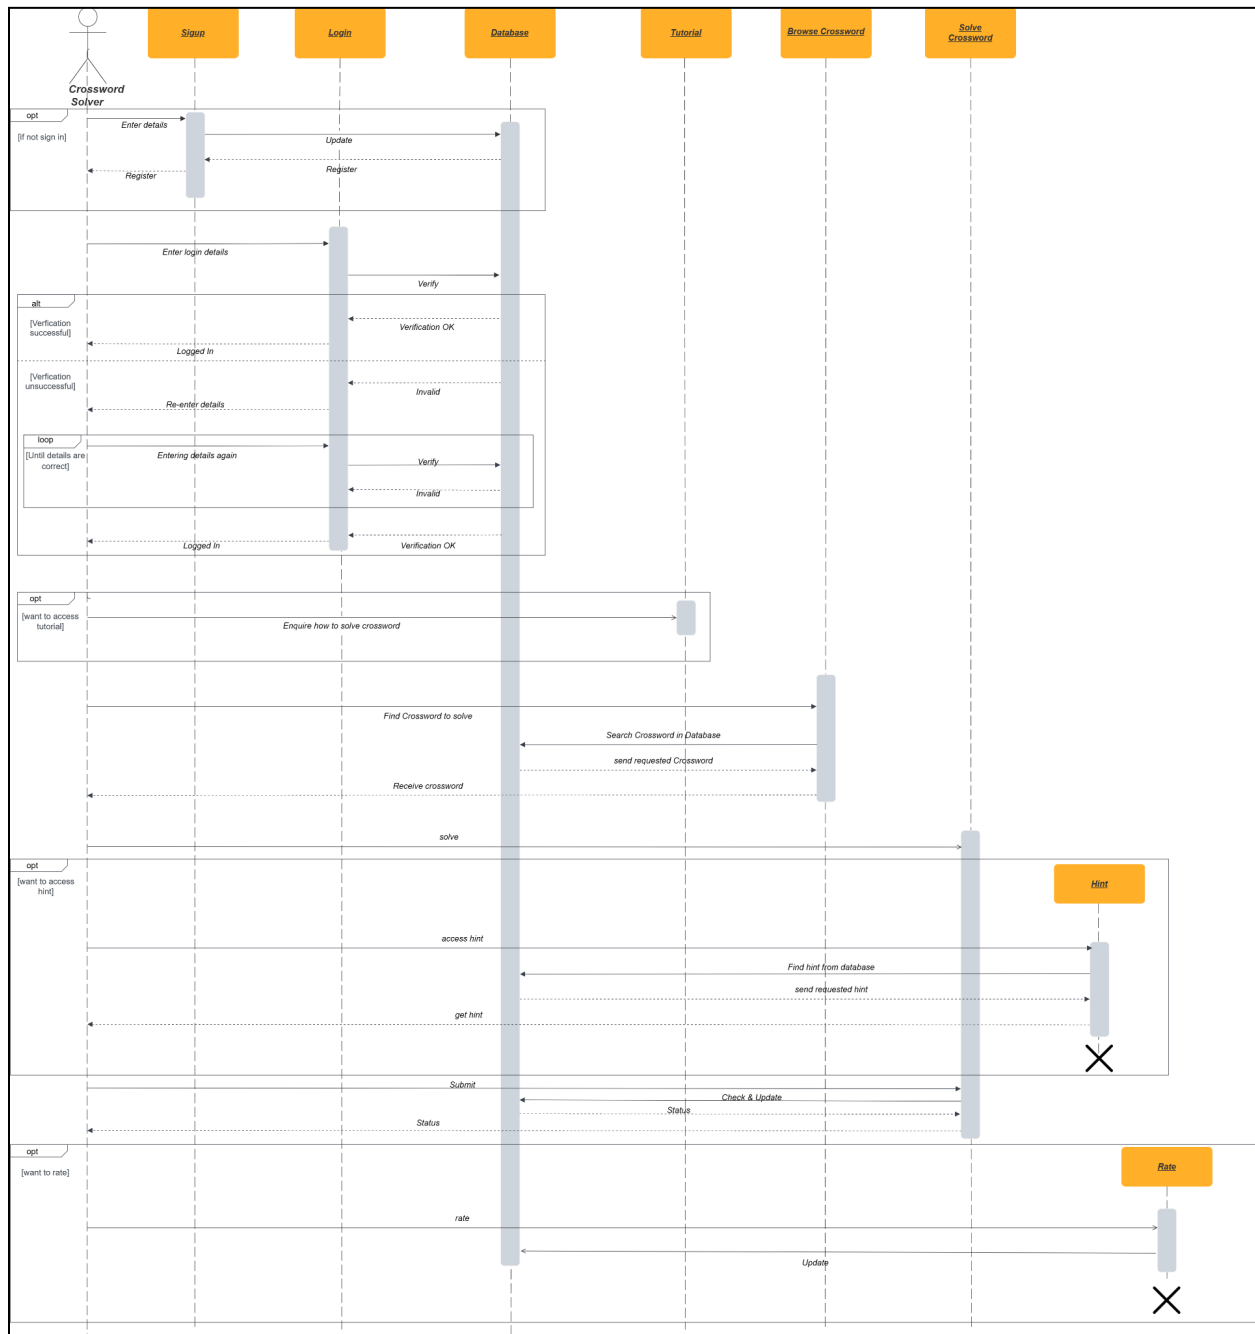 Sigup
Login
Database
Tutorial
Browse Crossword
Solve
Crossword
Crossword
Solver
opt
[if not sign in]
Enter details
Update
Register
Register
Enter login details
Verify
alt
[Verfication
successful]
Verification OK
Logged In
[Verfication
unsuccessful]
Invalid
Re-enter details
loop
[Until details are
correct]
Entering details again
Verify
Invalid
Logged In
Verification OK
opt
[want to access
tutorial]
Enquire how to solve crossword
Find Crossword to solve
Search Crossword in Database
send requested Crossword
Receive crossword
solve
opt
[want to access
hint]
Hint
access hint
Find hint from database
send requested hint
get hint
Submit
Check & Update
Status
Status
opt
[want to rate]
Rate
rate
Update